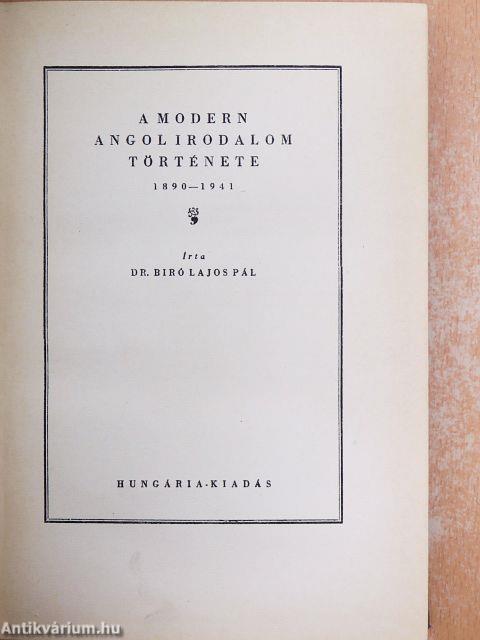 A MODERN
ANGOL IRODALOM
TÖRTÉNETE
1890—1941
Írta
DR. BIRÓ LAJOS PÁL
HUNGÁRIA-KIADÁS
Antikvárium.hu